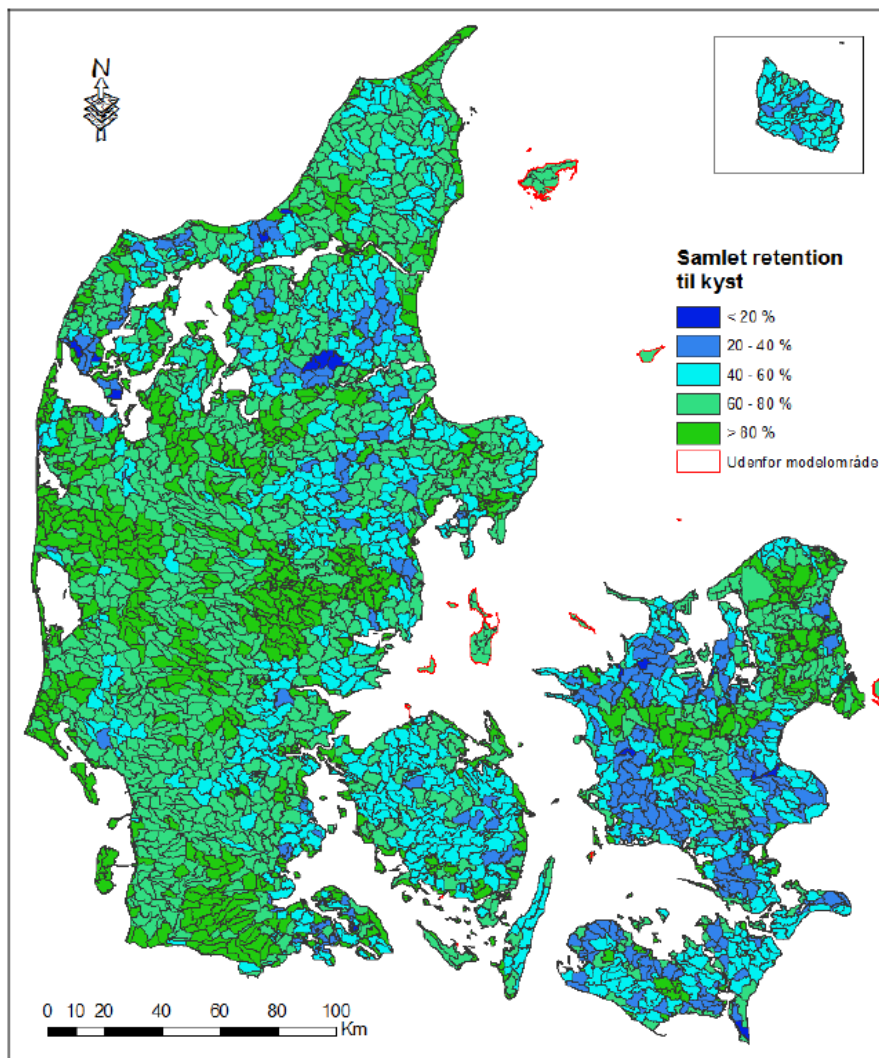 N
Samlet retention
til kyst
< 20 %
20 - 40 %
40 - 60 %
60 - 80 %
> 80 %
Udenfor modelområde
0 10 20 40 60 80 100
Km